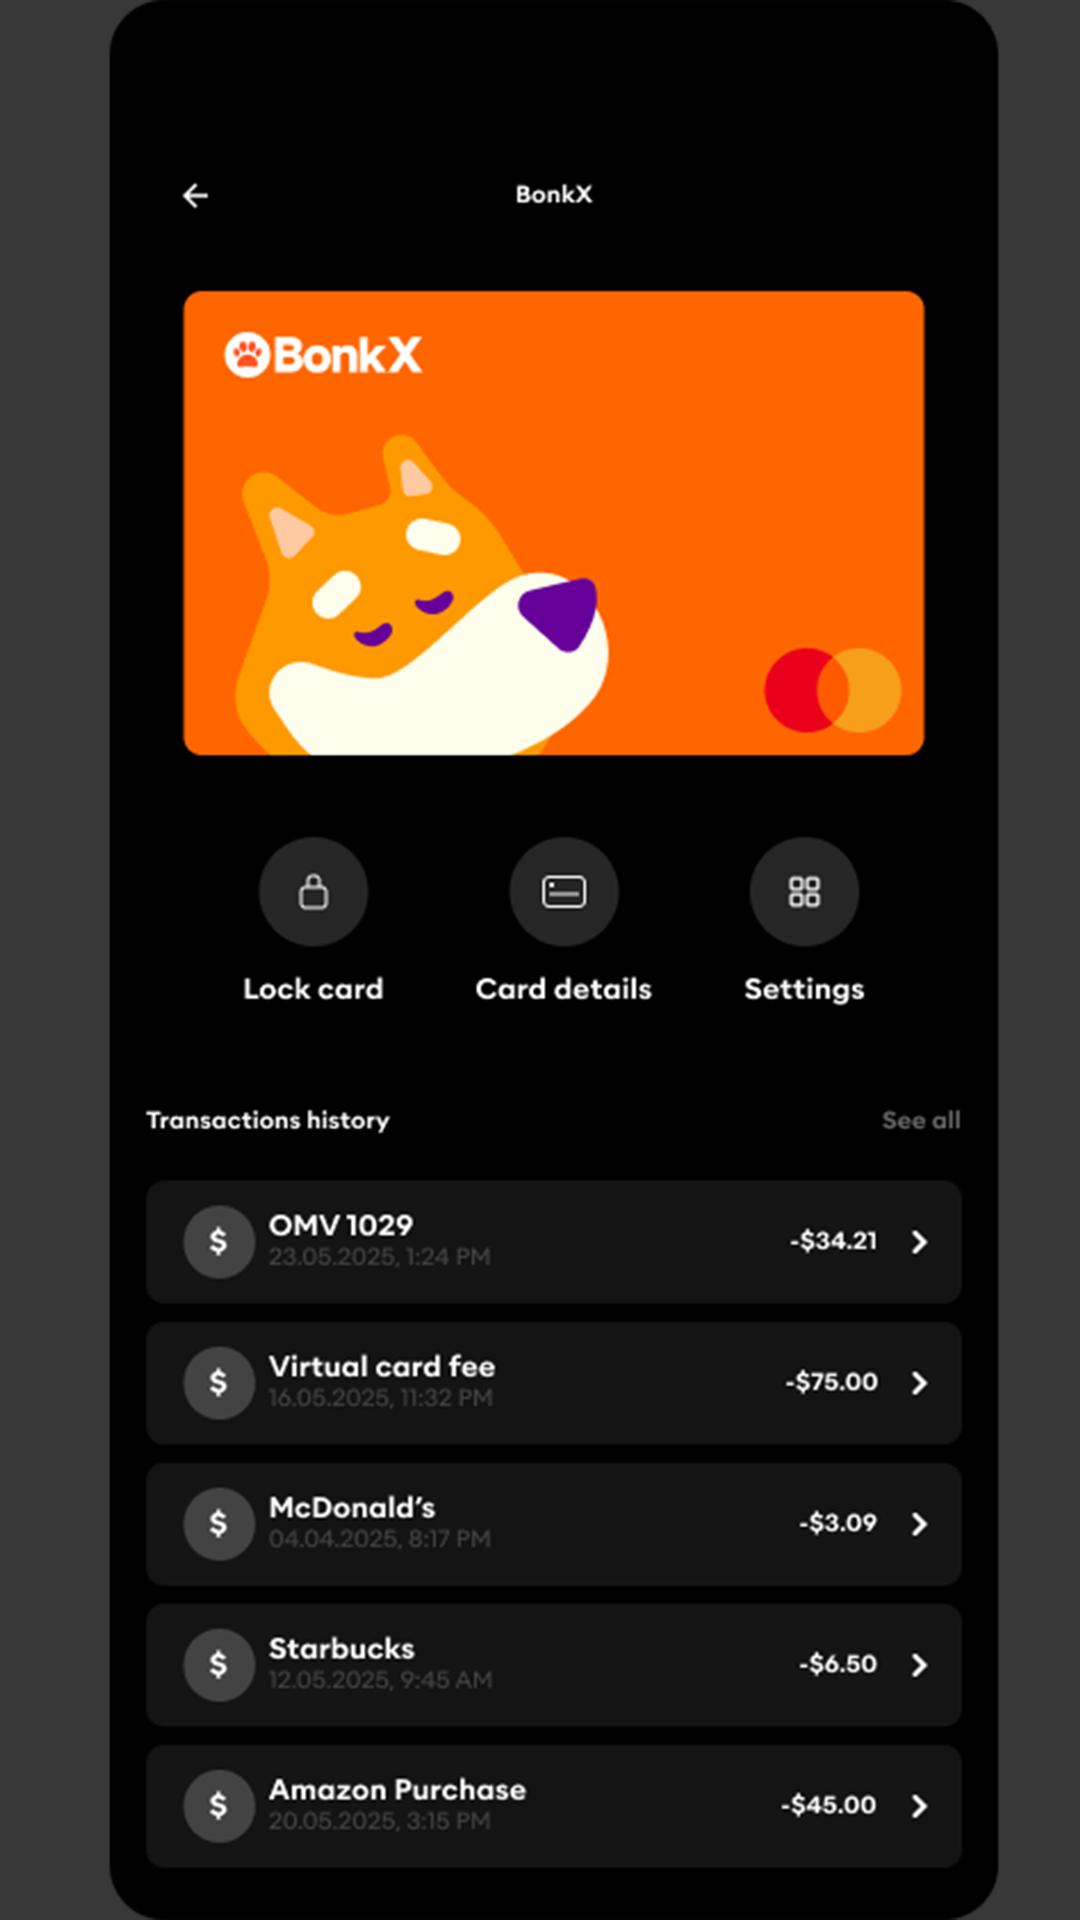 BonkX
BonkX
Lock card
Card details
Settings
Transactions history
See all
OMV 1029
23.05.2025, 1:24 PM
-$34.21
Virtual card fee
16.05.2025, 11:32 PM
-$75.00
McDonald’s
04.04.2025, 8:17 PM
-$3.09
Starbucks
12.05.2025, 9:45 AM
-$6.50
Amazon Purchase
20.05.2025, 3:15 PM
-$45.00